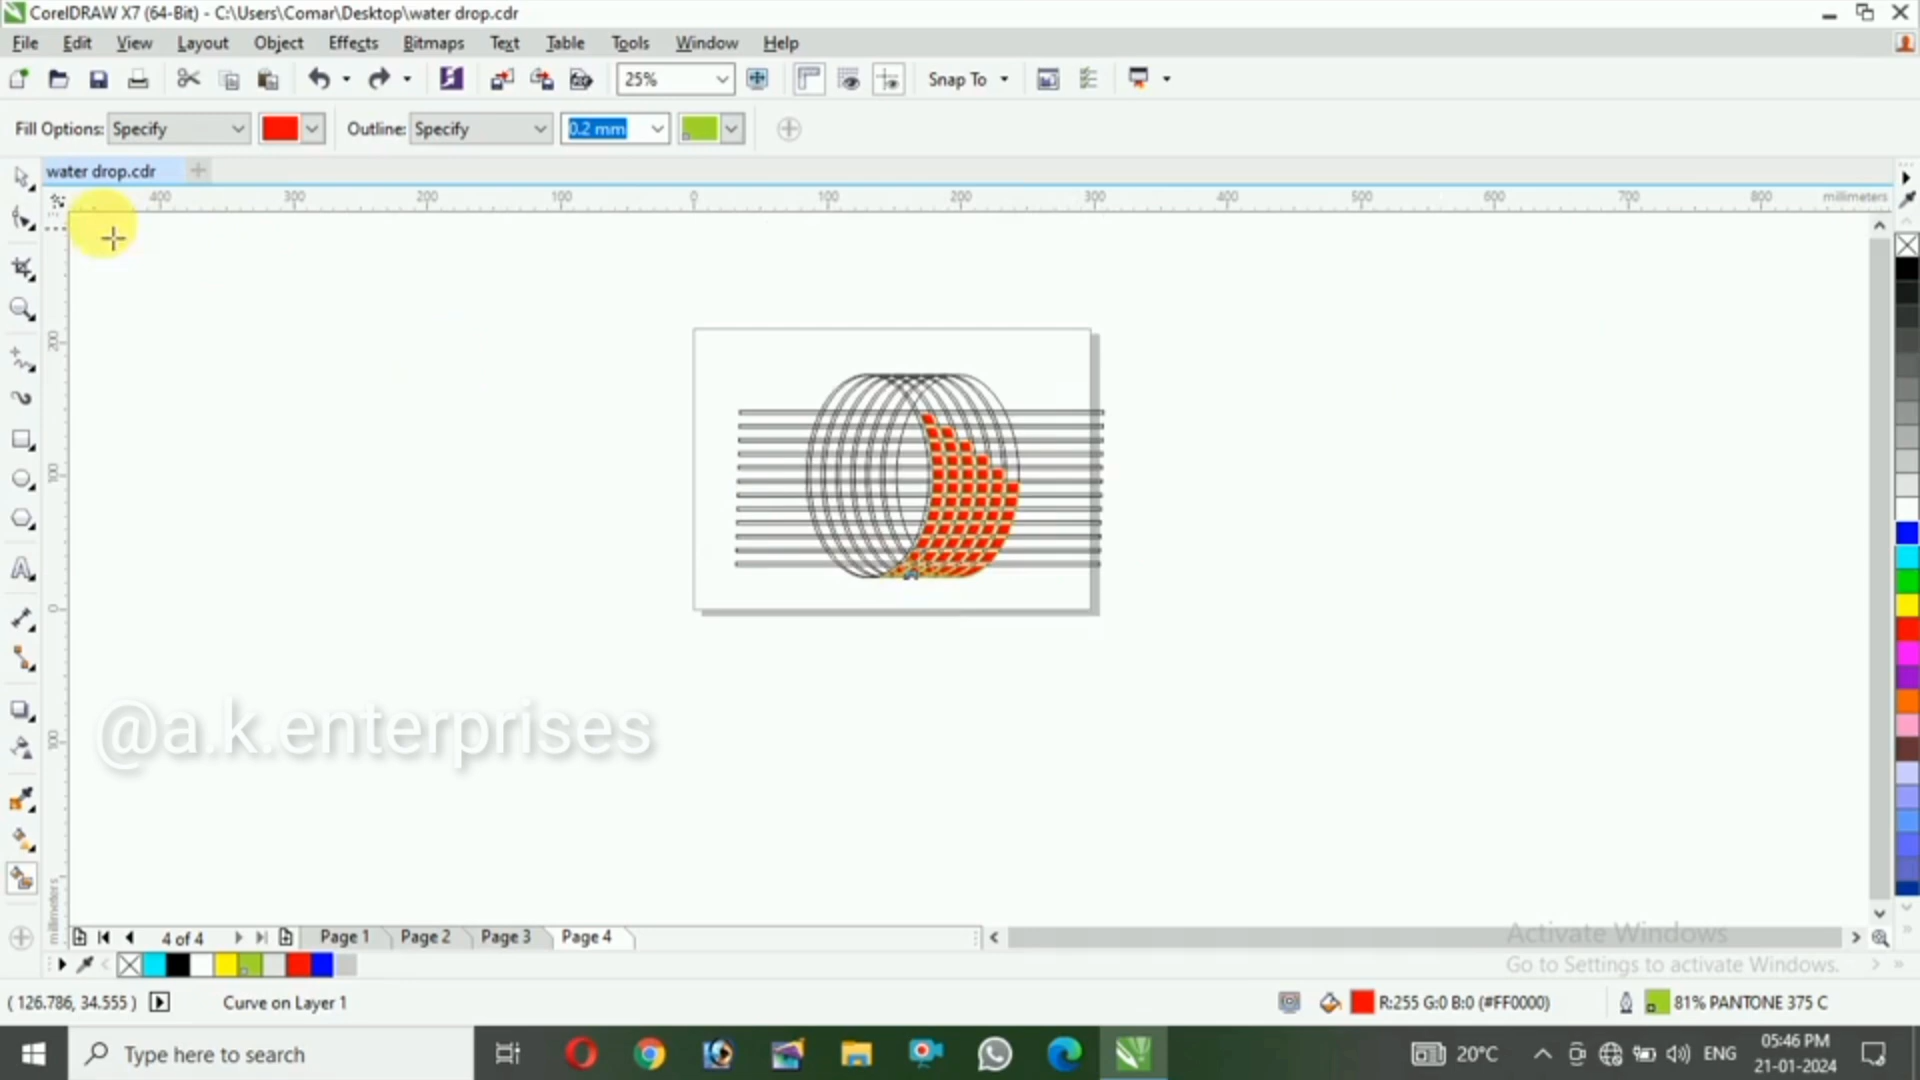 CorelDRAW X7 (64-Bit) - C:\Users\Comar\Desktop\water drop.cdr
File Edit View Layout Object Effects Bitmaps Text Table Tools Window Help
25% Snap To
Fill Options: Specify Outline: Specify 0.2 mm
water drop.cdr
400 300 200 100 0 100 200 300 400 500 600 700 800 millimeters
200
100
0
100
millimeters
@a.k.enterprises
4 of 4 Page 1 Page 2 Page 3 Page 4
Activate Windows
Go to Settings to activate Windows.
( 126.786, 34.555 ) Curve on Layer 1 R:255 G:0 B:0 (#FF0000) 81% PANTONE 375 C
Type here to search 20°C ENG 05:46 PM
21-01-2024